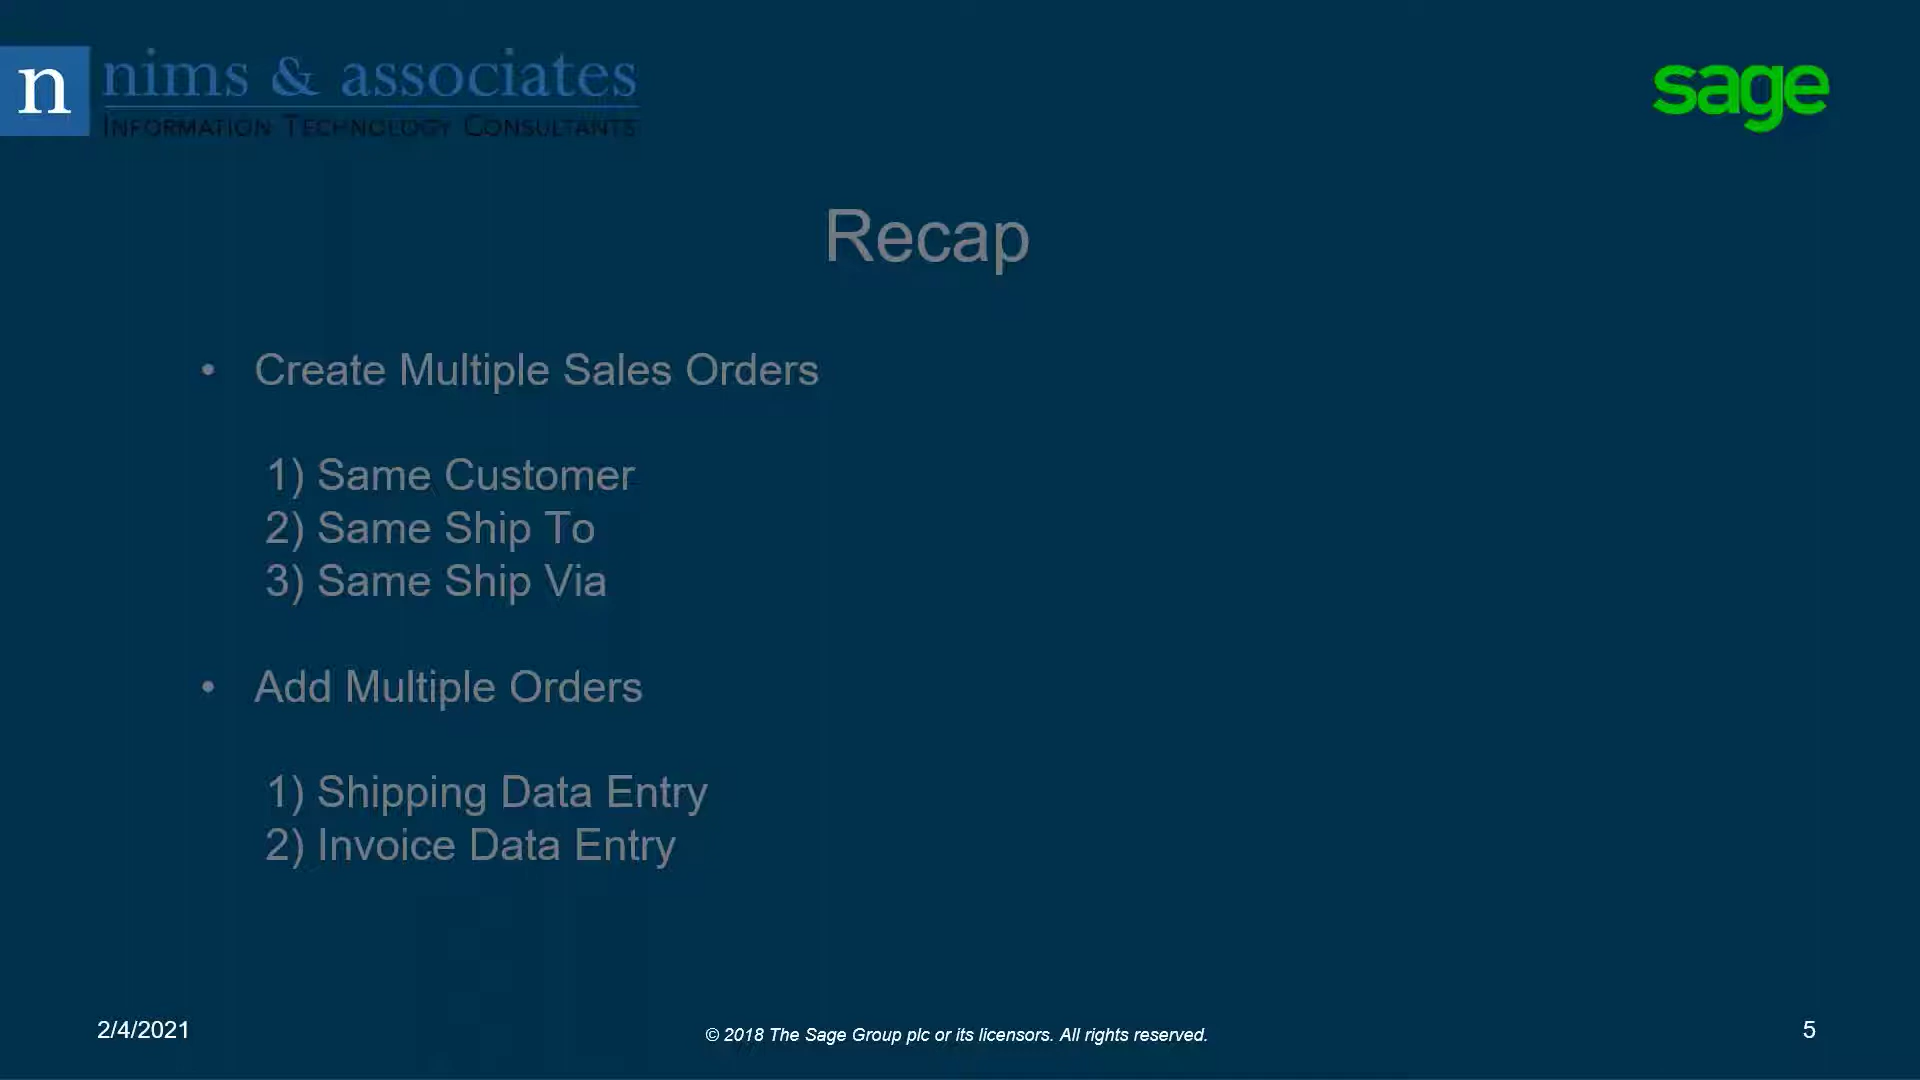 n nims & associates
INFORMATION TECHNOLOGY CONSULTANTS
sage
Recap
• Create Multiple Sales Orders
1) Same Customer
2) Same Ship To
3) Same Ship Via
• Add Multiple Orders
1) Shipping Data Entry
2) Invoice Data Entry
2/4/2021
© 2018 The Sage Group plc or its licensors. All rights reserved.
5